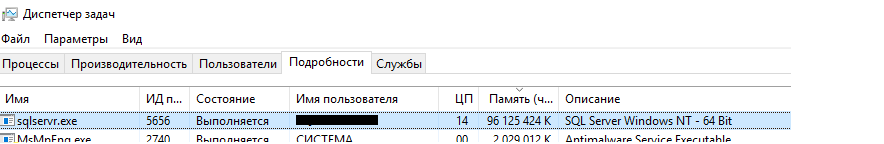 Диспетчер задач
Файл Параметры Вид
Процессы Производительность Пользователи Подробности Службы
Имя ИД п... Состояние Имя пользователя ЦП Память (ч... Описание
sqlservr.exe 5656 Выполняется 14 96 125 424 K SQL Server Windows NT - 64 Bit
MsMpEng.exe 2740 Выполняется СИСТЕМА 00 2 029 012 K Antimalware Service Executable